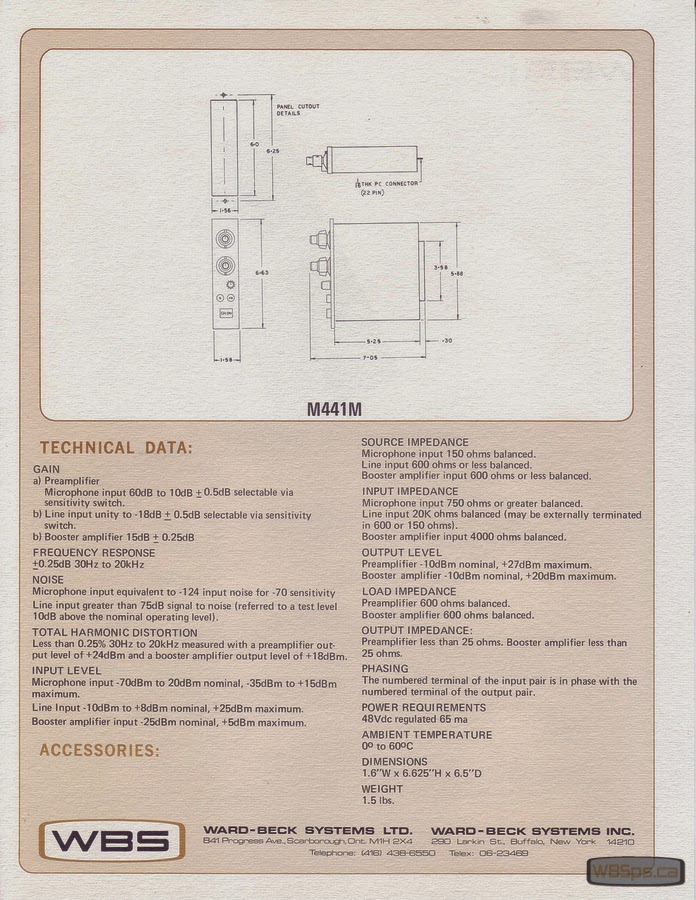 PANEL CUTOUT
DETAILS
6·0
6·25
1·56
1/8 THK PC CONNECTOR
(22 PIN)
6·63
1·58
3·58
5·88
5·25
·30
7·05
M441M
TECHNICAL DATA:
GAIN
a) Preamplifier
Microphone input 60dB to 10dB ± 0.5dB selectable via
sensitivity switch.
b) Line input unity to -18dB ± 0.5dB selectable via sensitivity
switch.
b) Booster amplifier 15dB ± 0.25dB
FREQUENCY RESPONSE
±0.25dB 30Hz to 20kHz
NOISE
Microphone input equivalent to -124 input noise for -70 sensitivity
Line input greater than 75dB signal to noise (referred to a test level
10dB above the nominal operating level).
TOTAL HARMONIC DISTORTION
Less than 0.25% 30Hz to 20kHz measured with a preamplifier out-
put level of +24dBm and a booster amplifier output level of +18dBm.
INPUT LEVEL
Microphone input -70dBm to 20dBm nominal, -35dBm to +15dBm
maximum.
Line Input -10dBm to +8dBm nominal, +25dBm maximum.
Booster amplifier input -25dBm nominal, +5dBm maximum.
ACCESSORIES:
SOURCE IMPEDANCE
Microphone input 150 ohms balanced.
Line input 600 ohms or less balanced.
Booster amplifier input 600 ohms or less balanced.
INPUT IMPEDANCE
Microphone input 750 ohms or greater balanced.
Line input 20K ohms balanced (may be externally terminated
in 600 or 150 ohms).
Booster amplifier input 4000 ohms balanced.
OUTPUT LEVEL
Preamplifier -10dBm nominal, +27dBm maximum.
Booster amplifier -10dBm nominal, +20dBm maximum.
LOAD IMPEDANCE
Preamplifier 600 ohms balanced.
Booster amplifier 600 ohms balanced.
OUTPUT IMPEDANCE:
Preamplifier less than 25 ohms. Booster amplifier less than
25 ohms.
PHASING
The numbered terminal of the input pair is in phase with the
numbered terminal of the output pair.
POWER REQUIREMENTS
48Vdc regulated 65 ma
AMBIENT TEMPERATURE
0º to 60ºC
DIMENSIONS
1.6"W x 6.625"H x 6.5"D
WEIGHT
1.5 lbs.
WBS
WARD-BECK SYSTEMS LTD. WARD-BECK SYSTEMS INC.
841 Progress Ave., Scarborough, Ont. M1H 2X4 290 Larkin St., Buffalo, New York 14210
Telephone: (416) 438-6550 Telex: 06-23469
WBSps.ca